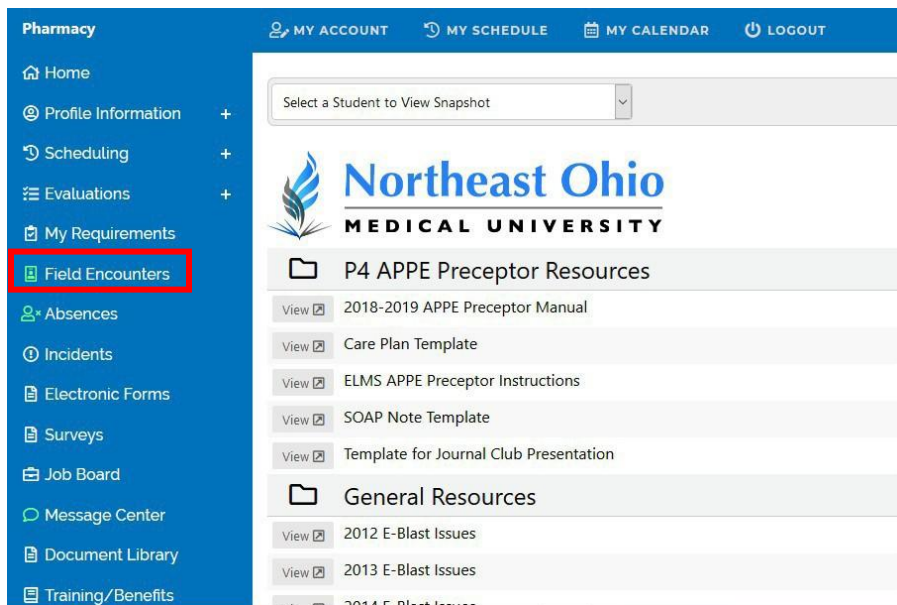 Pharmacy
MY ACCOUNT MY SCHEDULE MY CALENDAR LOGOUT
Home
Profile Information +
Scheduling +
Evaluations +
My Requirements
Field Encounters
Absences
Incidents
Electronic Forms
Surveys
Job Board
Message Center
Document Library
Training/Benefits
Select a Student to View Snapshot
Northeast Ohio
MEDICAL UNIVERSITY
P4 APPE Preceptor Resources
View 2018-2019 APPE Preceptor Manual
View Care Plan Template
View ELMS APPE Preceptor Instructions
View SOAP Note Template
View Template for Journal Club Presentation
General Resources
View 2012 E-Blast Issues
View 2013 E-Blast Issues
View 2014 E-Blast Issues